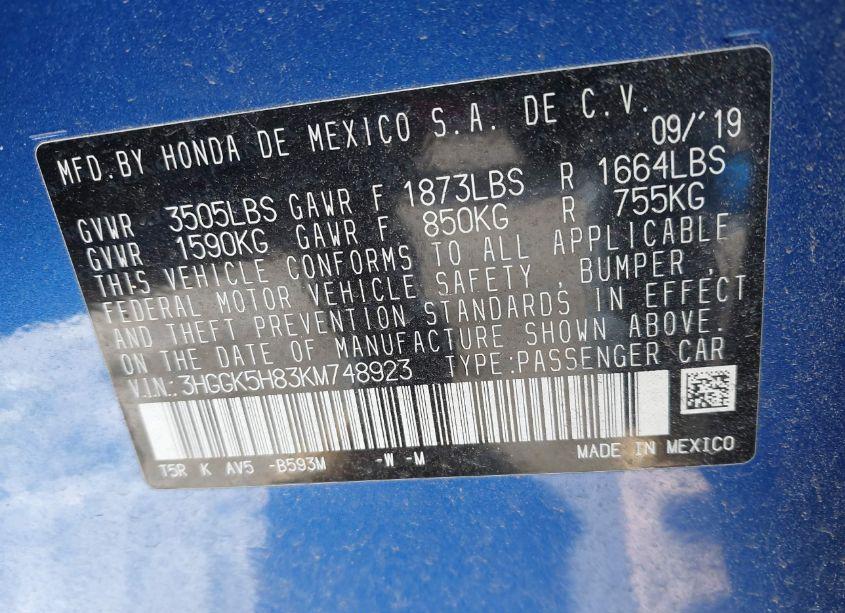 MFD.BY HONDA DE MEXICO S.A. DE C.V. 09/'19
GVWR 3505LBS GAWR F 1873LBS R 1664LBS
GVWR 1590KG GAWR F 850KG R 755KG
THIS VEHICLE CONFORMS TO ALL APPLICABLE
FEDERAL MOTOR VEHICLE SAFETY , BUMPER ,
AND THEFT PREVENTION STANDARDS IN EFFECT
ON THE DATE OF MANUFACTURE SHOWN ABOVE.
V.I.N.:3HGGK5H83KM748923 TYPE:PASSENGER CAR
T5R K AV5 -B593M -W -M MADE IN MEXICO